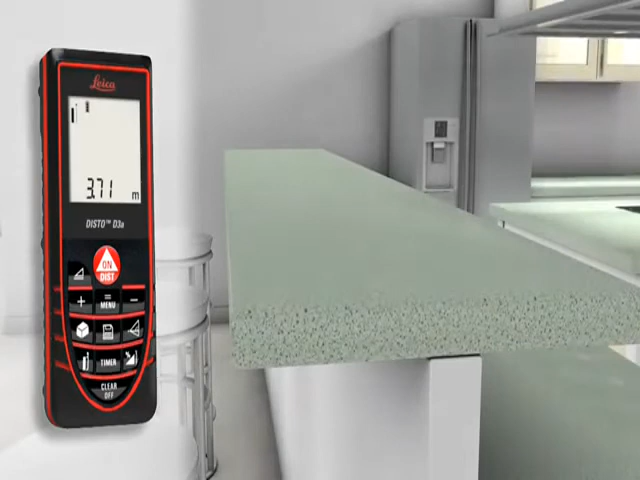 Leica
3.71 m
DISTO™ D3a
ON
DIST
+ = −
MENU
TIMER
CLEAR
OFF